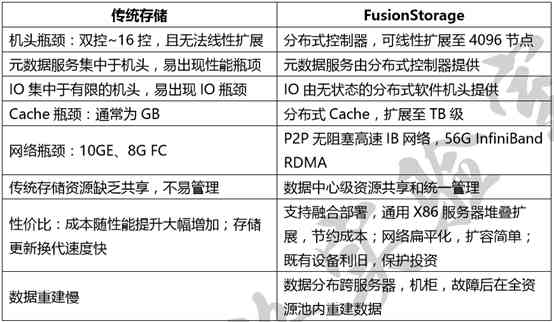 传统存储
FusionStorage
机头瓶颈：双控~16 控，且无法线性扩展
分布式控制器，可线性扩展至 4096 节点
元数据服务集中于机头，易出现性能瓶项
元数据服务由分布式控制器提供
IO 集中于有限的机头，易出现 IO 瓶颈
IO 由无状态的分布式软件机头提供
Cache 瓶颈：通常为 GB
分布式 Cache，扩展至 TB 级
网络瓶颈：10GE、8G FC
P2P 无阻塞高速 IB 网络，56G InfiniBand
RDMA
传统存储资源缺乏共享，不易管理
数据中心级资源共享和统一管理
性价比：成本随性能提升大幅增加；存储
更新换代速度快
支持融合部署，通用 X86 服务器堆叠扩
展，节约成本；网络扁平化，扩容简单；
既有设备利旧，保护投资
数据重建慢
数据分布跨服务器，机柜，故障后在全资
源池内重建数据